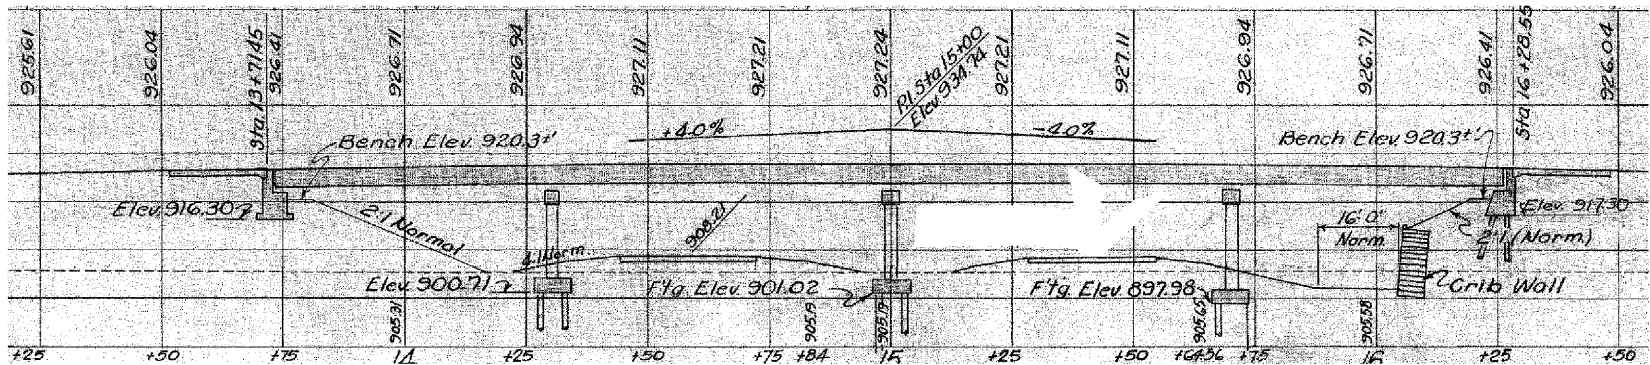 925.61
926.04
Sta. 13+71.45
926.41
926.71
926.94
927.11
927.21
927.24
P.I. Sta 15+00
Elev. 934.74
927.21
927.11
926.94
926.71
926.41
Sta 16+28.55
926.04
+4.0%
-4.0%
Bench Elev. 920.3±'
Bench Elev. 920.3±'
Elev. 916.30
2:1 Normal
4:1 Norm.
908.21
16'-0"
Norm.
2:1 (Norm.)
Elev. 917.30
Elev. 900.71
Ftg. Elev. 901.02
Ftg. Elev. 897.98
Crib Wall
905.31
905.19
905.19
905.65
905.58
+25
+50
+75
14
+25
+50
+75
+84
15
+25
+50
+64.36
+75
16
+25
+50